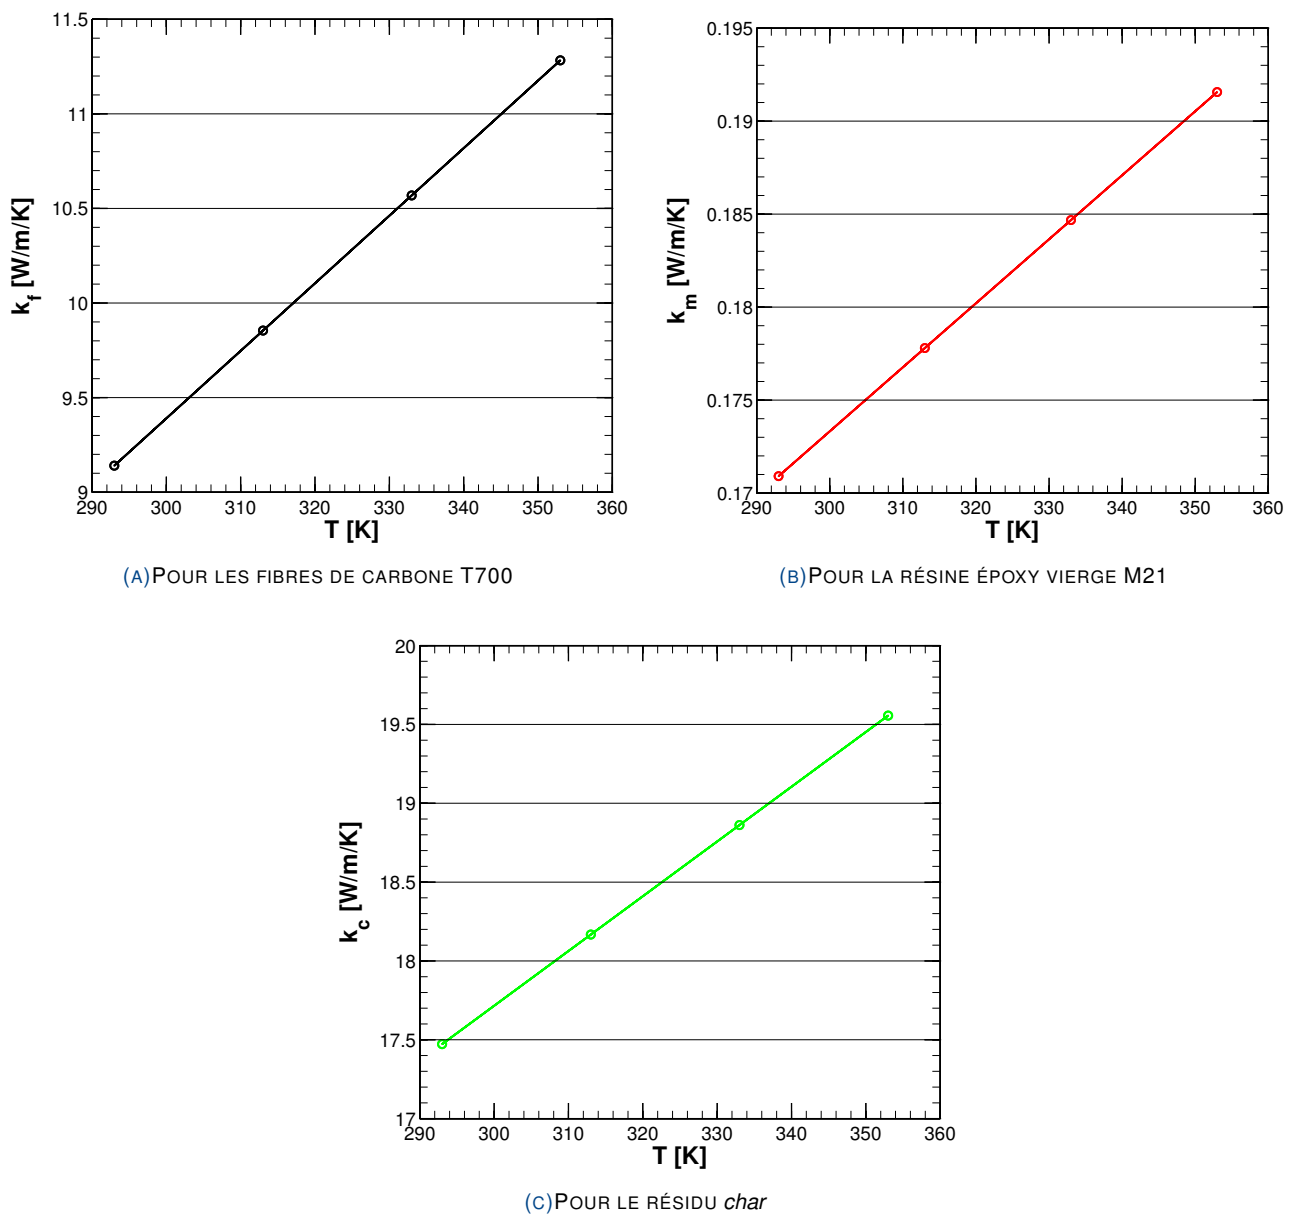 11.5
11
10.5
10
9.5
9
k_f [W/m/K]
290 300 310 320 330 340 350 360
T [K]
(A)POUR LES FIBRES DE CARBONE T700
0.195
0.19
0.185
0.18
0.175
0.17
k_m [W/m/K]
290 300 310 320 330 340 350 360
T [K]
(B)POUR LA RÉSINE ÉPOXY VIERGE M21
20
19.5
19
18.5
18
17.5
17
k_c [W/m/K]
290 300 310 320 330 340 350 360
T [K]
(C)POUR LE RÉSIDU char